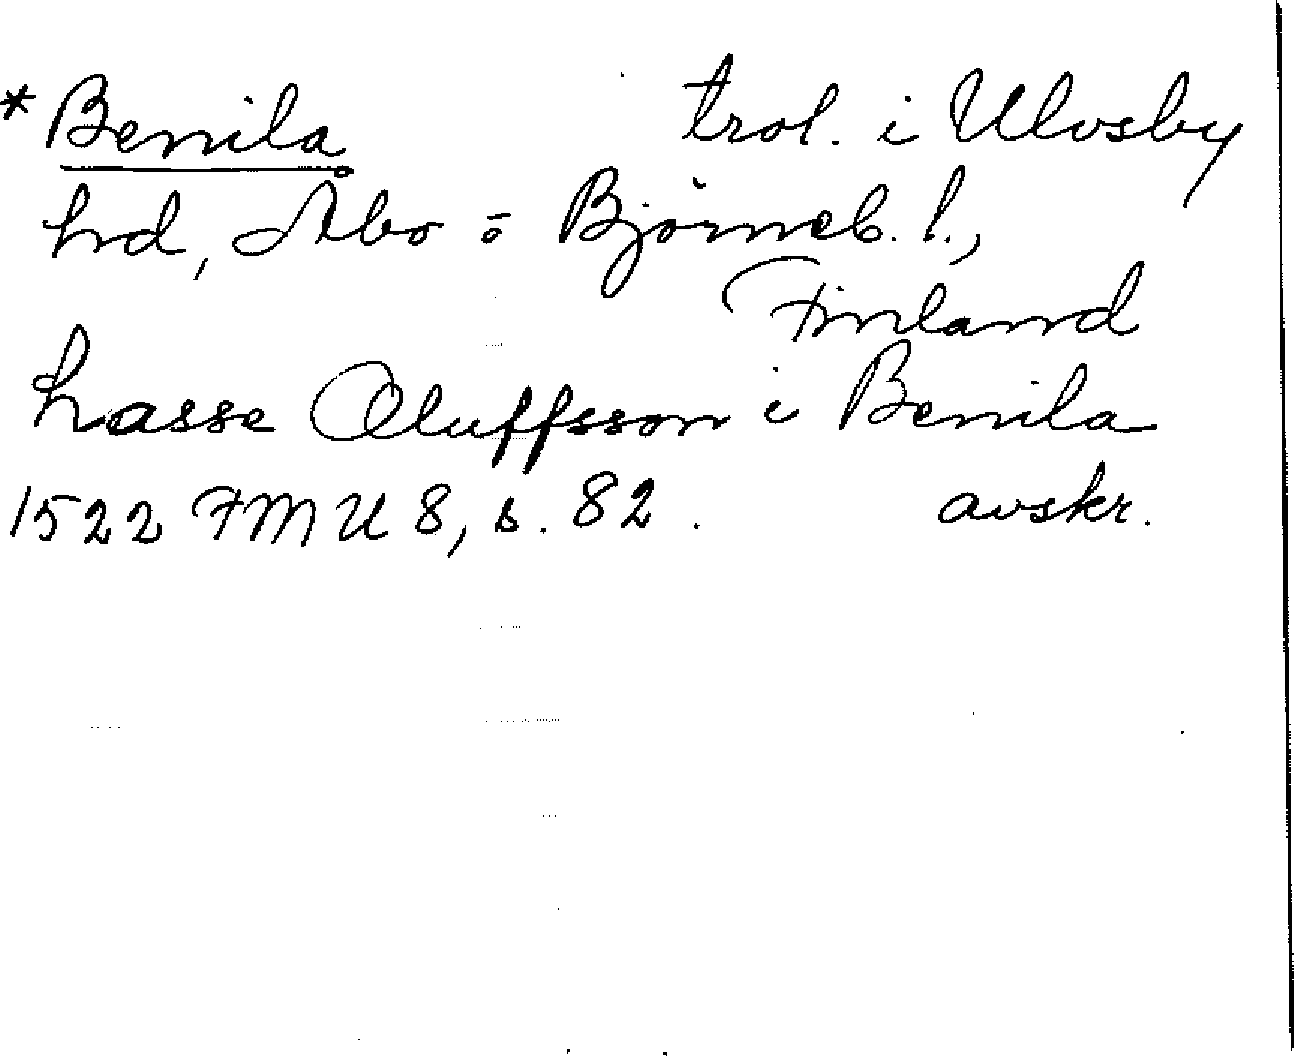 *Benila trol. i Ulvsby
hd, Åbo o Björneb. l.,
Finland
Lasse Oluffsson i Benila
1522 FMU 8, s. 82. avskr.